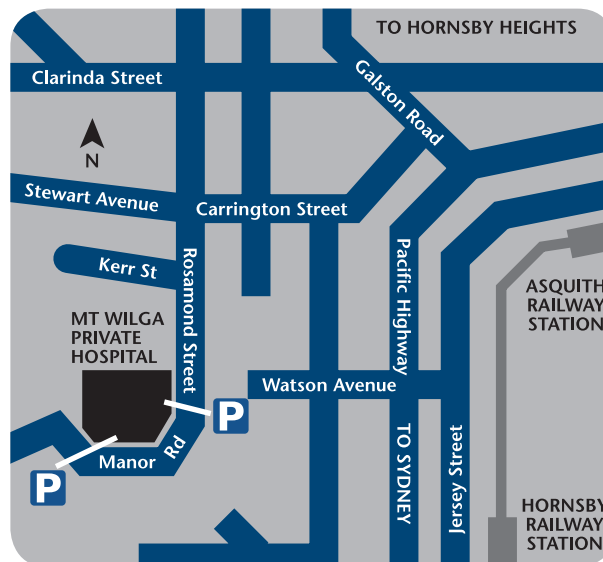 TO HORNSBY HEIGHTS
Clarinda Street
Galston Road
N
Stewart Avenue
Carrington Street
Kerr St
Rosamond Street
Pacific Highway
ASQUITH
RAILWAY
STATION
MT WILGA
PRIVATE
HOSPITAL
Watson Avenue
P
Manor
Rd
TO SYDNEY
Jersey Street
P
HORNSBY
RAILWAY
STATION